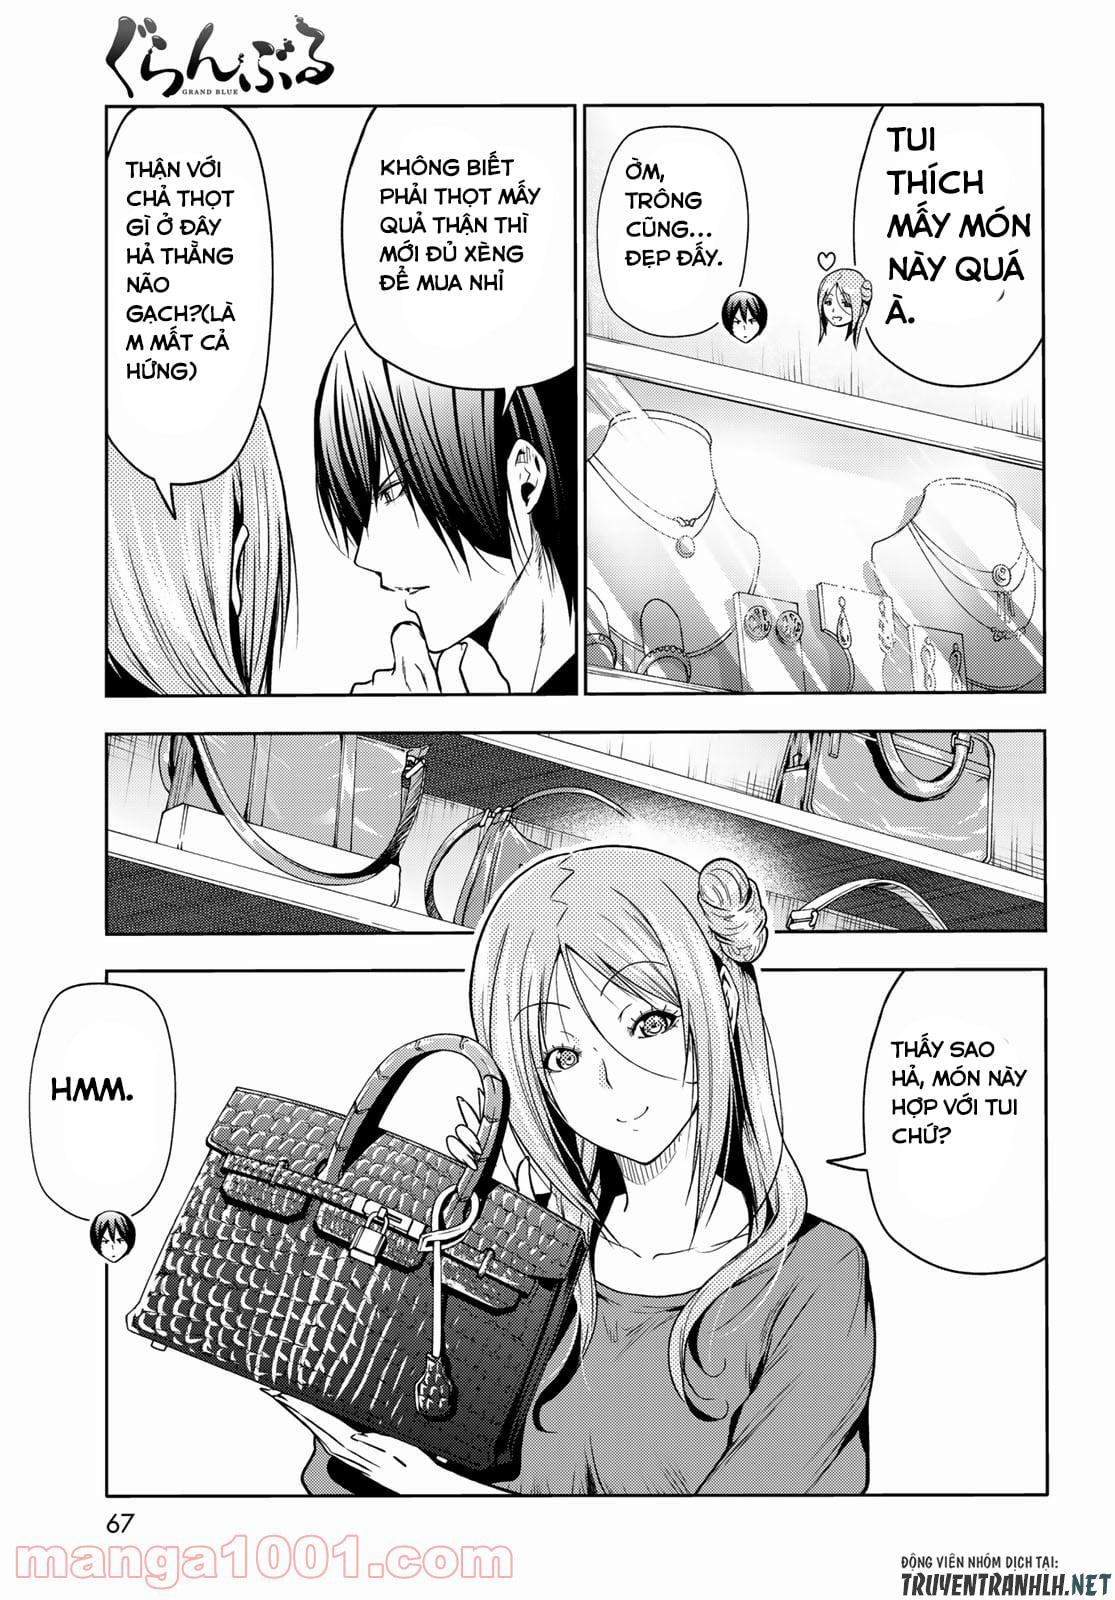 ぐらんぶる
GRAND BLUE
TUI
THÍCH
MẤY MÓN
NÀY QUÁ
À.
ỜM,
TRÔNG
CŨNG...
ĐẸP ĐẤY.
KHÔNG BIẾT
PHẢI THỌT MẤY
QUẢ THẬN THÌ
MỚI ĐỦ XÈNG
ĐỂ MUA NHỈ
THẬN VỚI
CHẢ THỌT
GÌ Ở ĐÂY
HẢ THẰNG
NÃO
GẠCH?(LÀ
M MẤT CẢ
HỨNG)
THẤY SAO
HẢ, MÓN NÀY
HỢP VỚI TUI
CHỨ?
HMM.
67
manga1001.com
ĐỘNG VIÊN NHÓM DỊCH TẠI:
TRUYENTRANHLH.NET